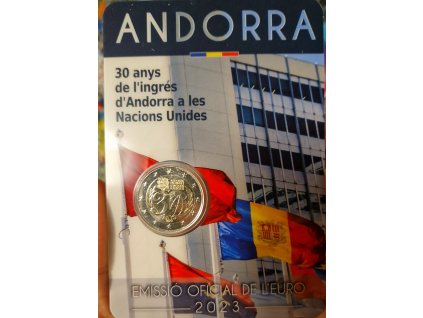 ANDORRA
30 anys
de l'ingrés
d'Andorra a les
Nacions Unides
EMISSIÓ OFICIAL DE L'EURO
2023